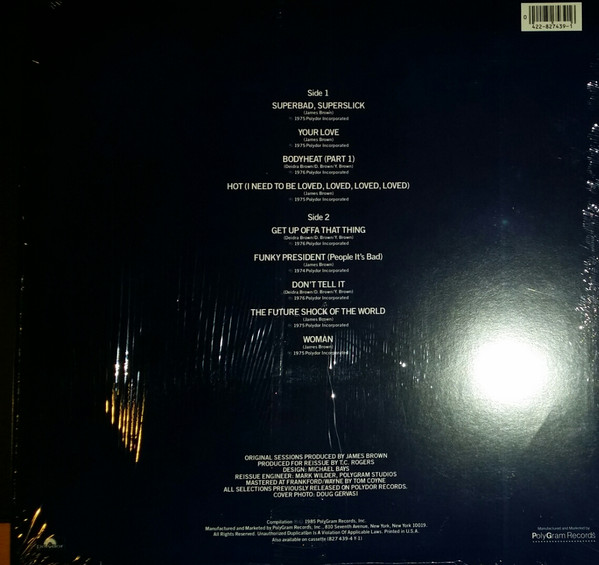 0
422-827439-1
Side 1
SUPERBAD, SUPERSLICK
(James Brown)
℗ 1975 Polydor Incorporated
YOUR LOVE
(James Brown)
℗ 1975 Polydor Incorporated
BODYHEAT (PART 1)
(Deidra Brown/D. Brown/Y. Brown)
℗ 1976 Polydor Incorporated
HOT (I NEED TO BE LOVED, LOVED, LOVED, LOVED)
(James Brown)
℗ 1975 Polydor Incorporated
Side 2
GET UP OFFA THAT THING
(Deidra Brown/D. Brown/Y. Brown)
℗ 1976 Polydor Incorporated
FUNKY PRESIDENT (People It's Bad)
(James Brown)
℗ 1974 Polydor Incorporated
DON'T TELL IT
(Deidra Brown/D. Brown/Y. Brown)
℗ 1976 Polydor Incorporated
THE FUTURE SHOCK OF THE WORLD
(James Brown)
℗ 1975 Polydor Incorporated
WOMAN
(James Brown)
℗ 1975 Polydor Incorporated
ORIGINAL SESSIONS PRODUCED BY JAMES BROWN
PRODUCED FOR REISSUE BY T.C. ROGERS
DESIGN: MICHAEL BAYS
REISSUE ENGINEER: MARK WILDER, POLYGRAM STUDIOS
MASTERED AT FRANKFORD/WAYNE BY TOM COYNE
ALL SELECTIONS PREVIOUSLY RELEASED ON POLYDOR RECORDS.
COVER PHOTO: DOUG GERVASI
Compilation 1985 PolyGram Records, Inc.
Manufactured and Marketed by PolyGram Records, Inc., 810 Seventh Avenue, New York, New York 10019.
All Rights Reserved. Unauthorized Duplication Is A Violation Of Applicable Laws. Printed in U.S.A.
Also available on cassette (827 439-4 Y 1)
Manufactured and Marketed by
PolyGram Records